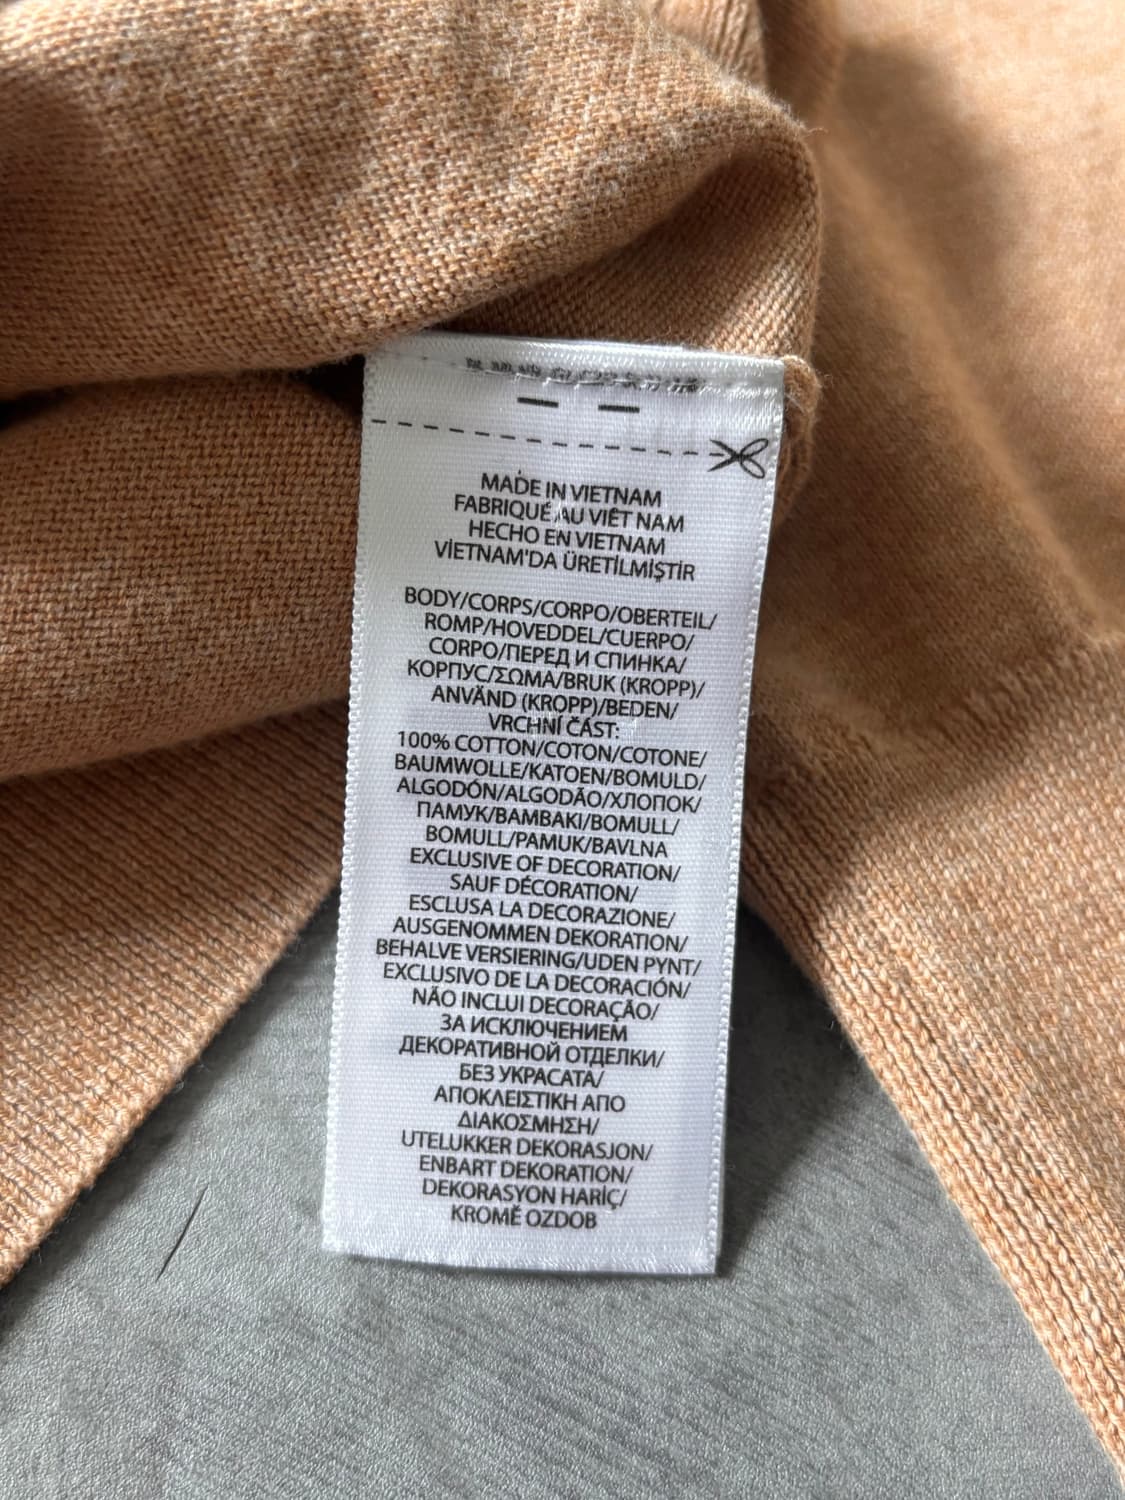 MADE IN VIETNAM
FABRIQUÉ AU VIÊT NAM
HECHO EN VIETNAM
VİETNAM'DA ÜRETİLMİŞTİR
BODY/CORPS/CORPO/OBERTEIL/
ROMP/HOVEDDEL/CUERPO/
CORPO/ПЕРЕД И СПИНКА/
КОРПУС/ΣΩΜΑ/BRUK (KROPP)/
ANVÄND (KROPP)/BEDEN/
VRCHNÍ ČÁST:
100% COTTON/COTON/COTONE/
BAUMWOLLE/KATOEN/BOMULD/
ALGODÓN/ALGODÃO/ХЛОПОК/
ПАМУК/ΒΑΜΒΑΚΙ/BOMULL/
BOMULL/PAMUK/BAVLNA
EXCLUSIVE OF DECORATION/
SAUF DÉCORATION/
ESCLUSA LA DECORAZIONE/
AUSGENOMMEN DEKORATION/
BEHALVE VERSIERING/UDEN PYNT/
EXCLUSIVO DE LA DECORACIÓN/
NÃO INCLUI DECORAÇÃO/
ЗА ИСКЛЮЧЕНИЕМ
ДЕКОРАТИВНОЙ ОТДЕЛКИ/
БЕЗ УКРАСАТА/
ΑΠΟΚΛΕΙΣΤΙΚΗ ΑΠΟ
ΔΙΑΚΟΣΜΗΣΗ/
UTELUKKER DEKORASJON/
ENBART DEKORATION/
DEKORASYON HARİÇ/
KROMĚ OZDOB